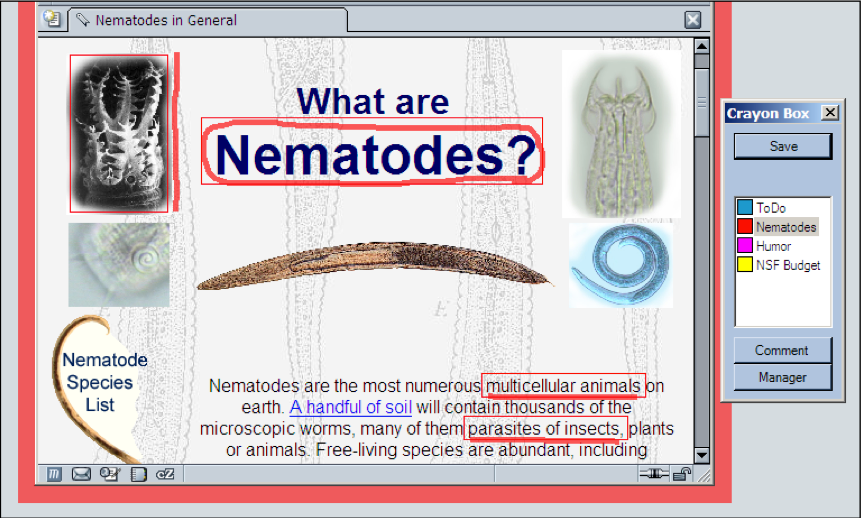 Nematodes in General
What are
Nematodes?
Crayon Box
Save
ToDo
Nematodes
Humor
NSF Budget
Comment
Manager
E
Nematode
Species
List
Nematodes are the most numerous multicellular animals on
earth. A handful of soil will contain thousands of the
microscopic worms, many of them parasites of insects, plants
or animals. Free-living species are abundant, including